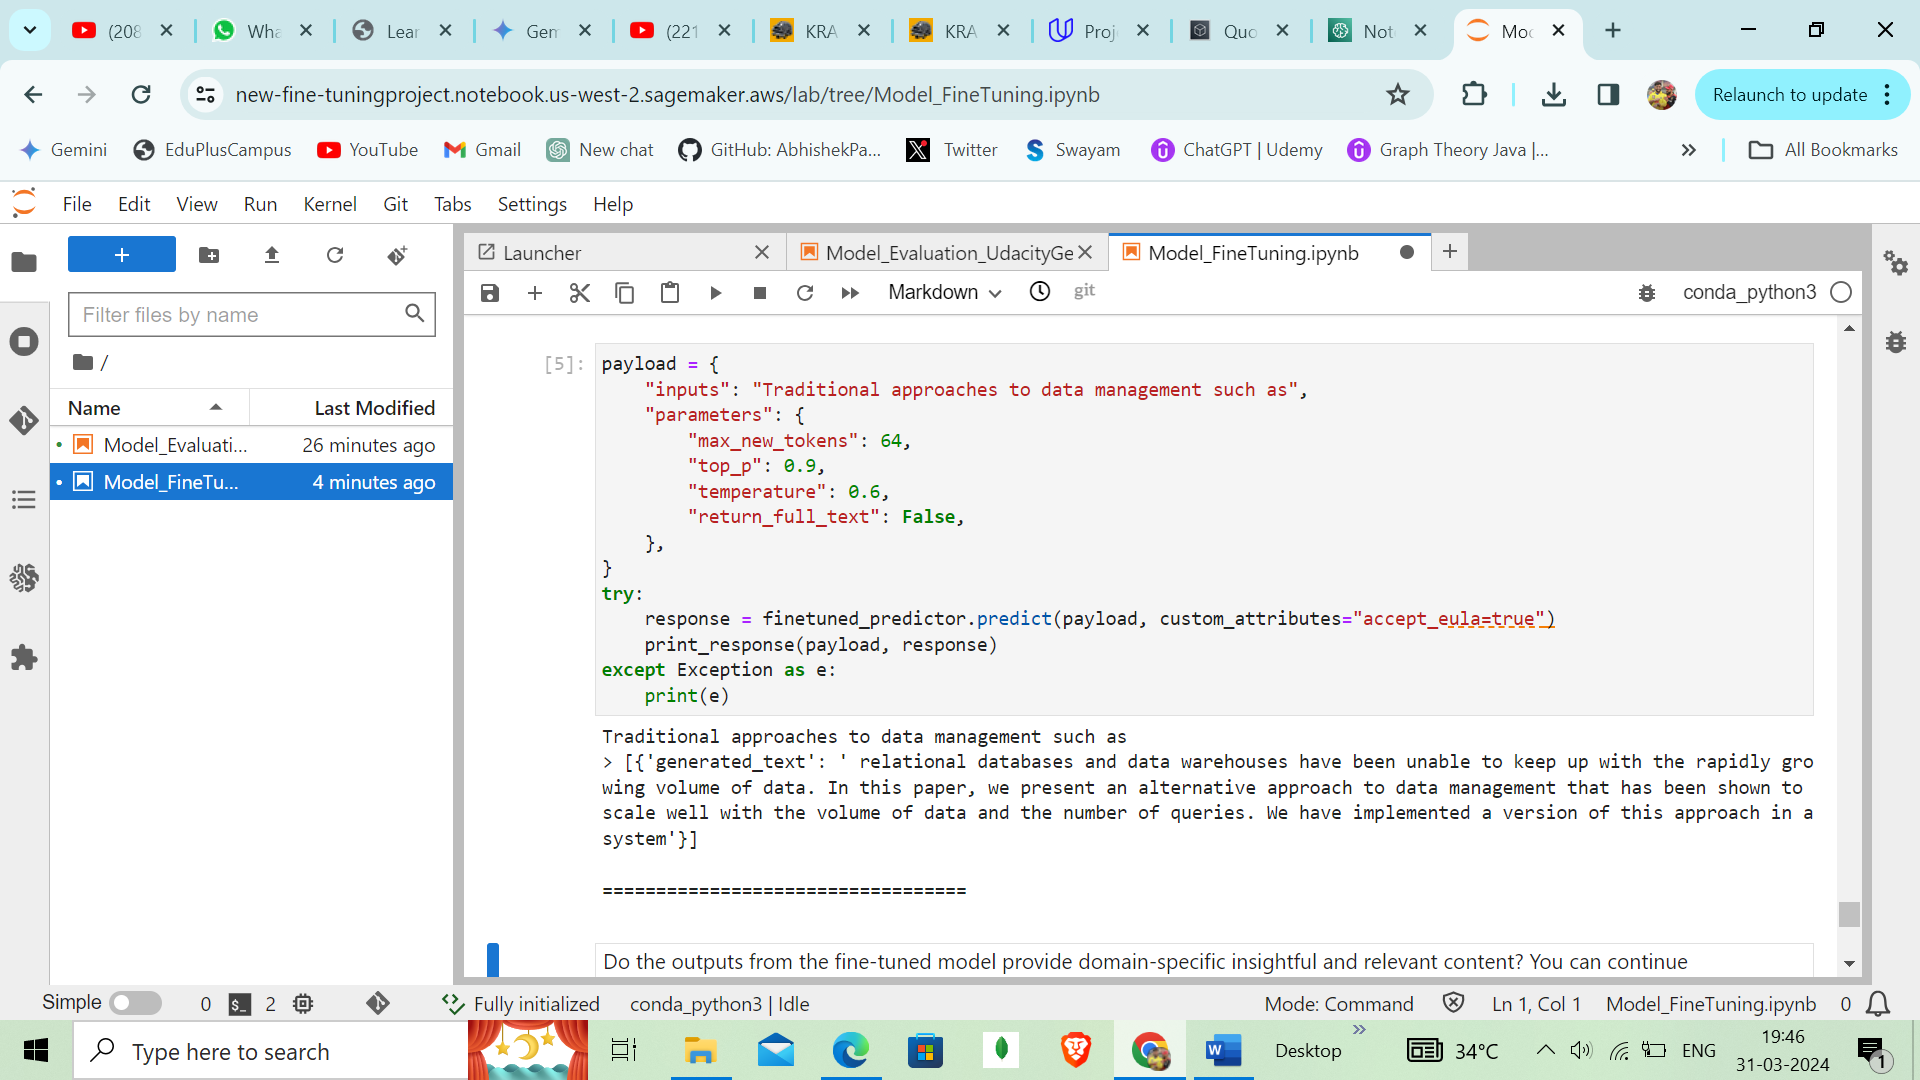 (208
Wha
Lear
Gem
(221
KRA
KRA
Proj
Quo
Not
Mod
new-fine-tuningproject.notebook.us-west-2.sagemaker.aws/lab/tree/Model_FineTuning.ipynb
Relaunch to update
Gemini
EduPlusCampus
YouTube
Gmail
New chat
GitHub: AbhishekPa...
Twitter
Swayam
ChatGPT | Udemy
Graph Theory Java |...
All Bookmarks
File Edit View Run Kernel Git Tabs Settings Help
Launcher
Model_Evaluation_UdacityGe
Model_FineTuning.ipynb
Markdown
git
conda_python3
Filter files by name
/
Name Last Modified
Model_Evaluati... 26 minutes ago
Model_FineTu... 4 minutes ago
[5]: payload = {
"inputs": "Traditional approaches to data management such as",
"parameters": {
"max_new_tokens": 64,
"top_p": 0.9,
"temperature": 0.6,
"return_full_text": False,
},
}
try:
response = finetuned_predictor.predict(payload, custom_attributes="accept_eula=true")
print_response(payload, response)
except Exception as e:
print(e)
Traditional approaches to data management such as
> [{'generated_text': ' relational databases and data warehouses have been unable to keep up with the rapidly gro
wing volume of data. In this paper, we present an alternative approach to data management that has been shown to
scale well with the volume of data and the number of queries. We have implemented a version of this approach in a
system'}]
==================================
Do the outputs from the fine-tuned model provide domain-specific insightful and relevant content? You can continue
Simple 0 $_ 2 Fully initialized conda_python3 | Idle Mode: Command Ln 1, Col 1 Model_FineTuning.ipynb 0
Type here to search
W
Desktop
34°C
ENG
19:46
31-03-2024
1